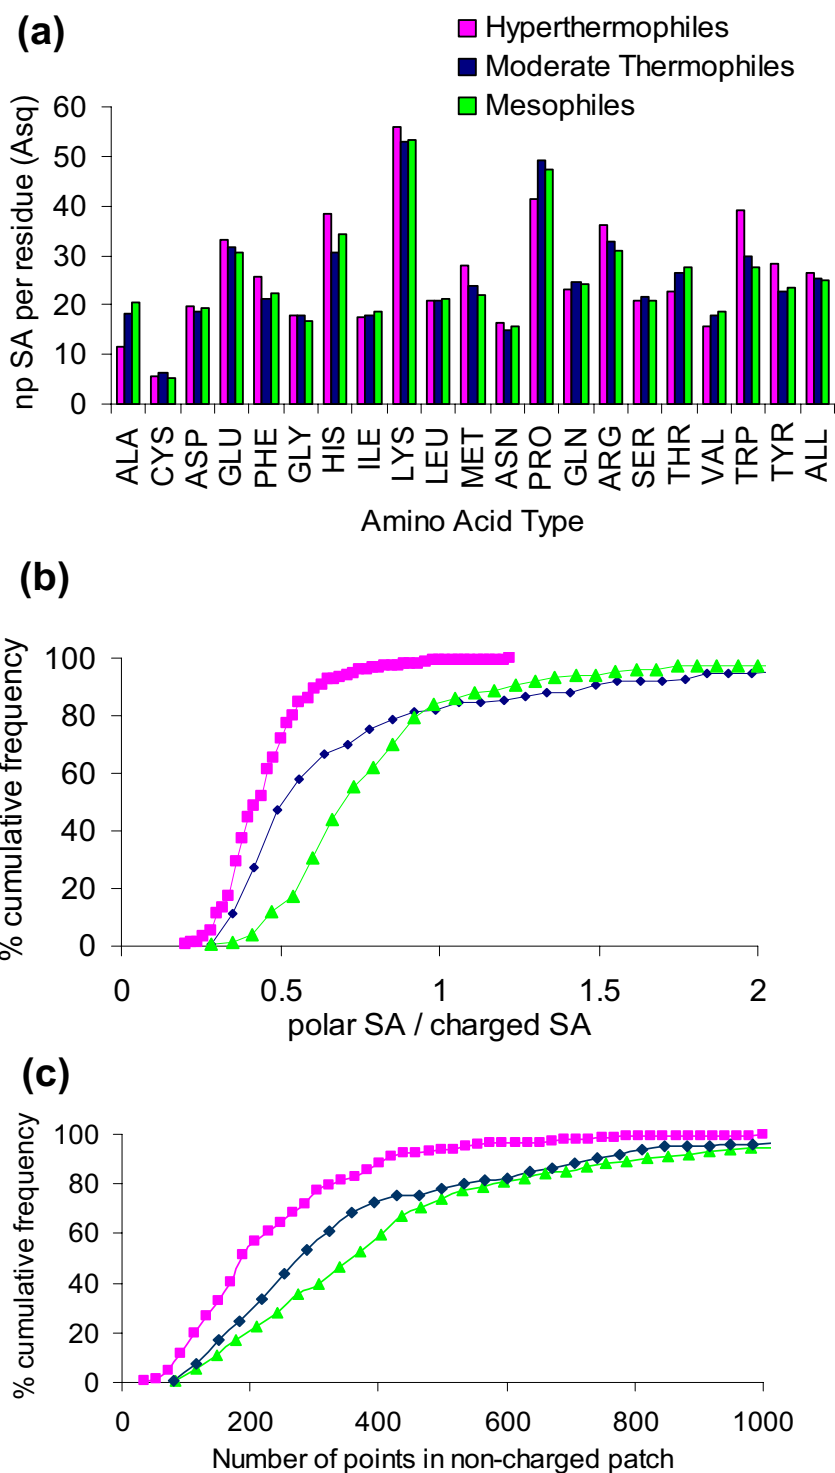 (a)
Hyperthermophiles
Moderate Thermophiles
Mesophiles
np SA per residue (Asq)
60
50
40
30
20
10
0
ALA CYS ASP GLU PHE GLY HIS ILE LYS LEU MET ASN PRO GLN ARG SER THR VAL TRP TYR ALL
Amino Acid Type
(b)
% cumulative frequency
100
80
60
40
20
0
0 0.5 1 1.5 2
polar SA / charged SA
(c)
% cumulative frequency
100
80
60
40
20
0
0 200 400 600 800 1000
Number of points in non-charged patch